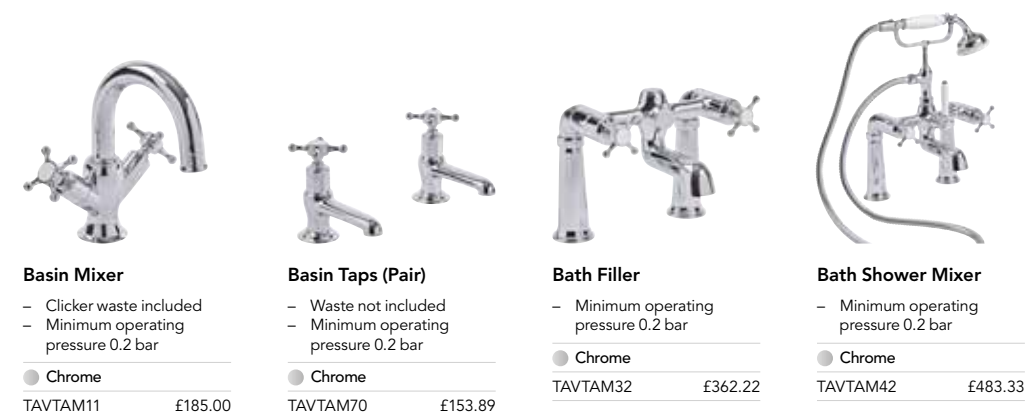 Basin Mixer
– Clicker waste included
– Minimum operating
pressure 0.2 bar
Chrome
TAVTAM11 £185.00
Basin Taps (Pair)
– Waste not included
– Minimum operating
pressure 0.2 bar
Chrome
TAVTAM70 £153.89
Bath Filler
– Minimum operating
pressure 0.2 bar
Chrome
TAVTAM32 £362.22
Bath Shower Mixer
– Minimum operating
pressure 0.2 bar
Chrome
TAVTAM42 £483.33